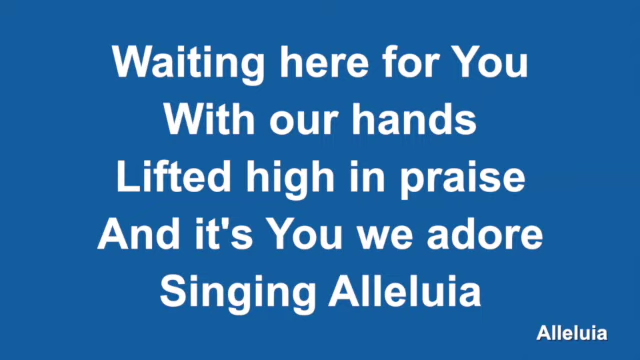 Waiting here for You
With our hands
Lifted high in praise
And it's You we adore
Singing Alleluia
Alleluia